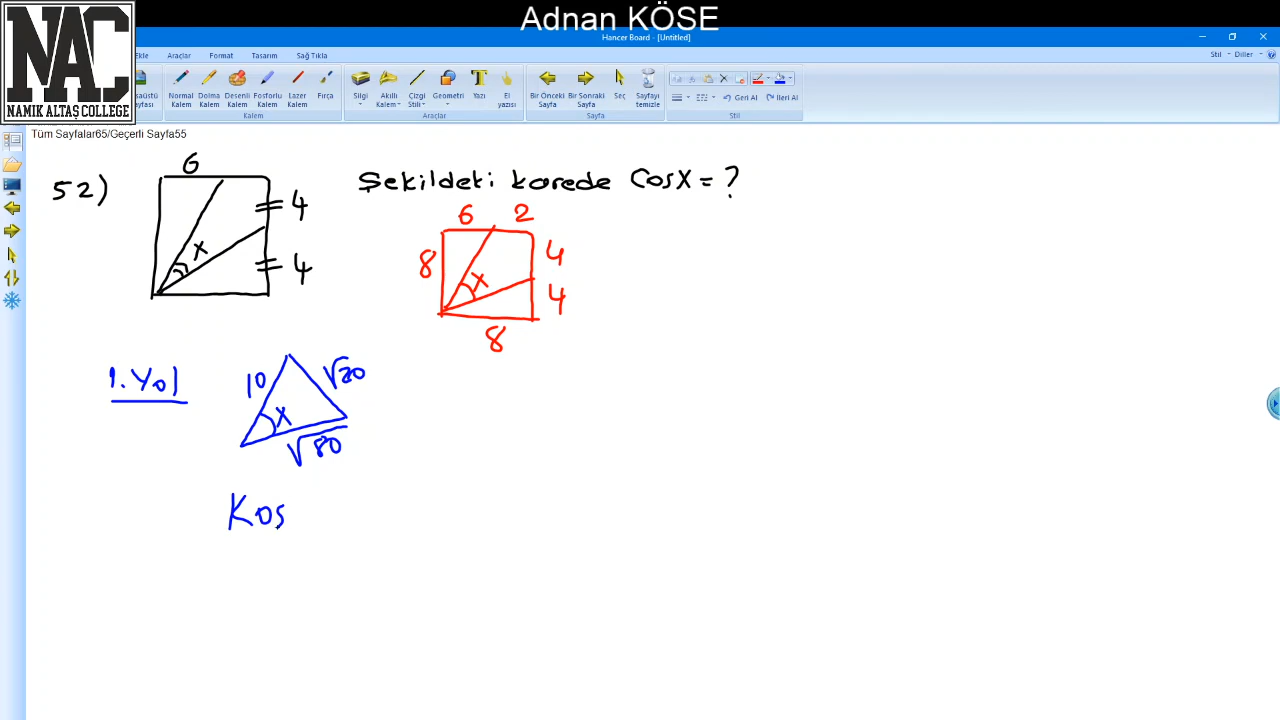 Adnan KÖSE
NAC
NAMIK ALTAŞ COLLEGE
Hancer Board - [Untitled]
Ekle Araçlar Format Tasarım Sağ Tıkla
Stil Diller
Normal Kalem Dolma Kalem Desenli Kalem Fosforlu Kalem Lazer Kalem Fırça
Silgi Akıllı Kalem Çizgi Stili Geometri Yazı El yazısı
Bir Önceki Sayfa Bir Sonraki Sayfa Seç Sayfayı temizle
Geri Al İleri Al
Kalem Araçlar Sayfa Stil
Tüm Sayfalar65/Geçerli Sayfa55
52)
6
4
x
4
Şekildeki karede CosX = ?
6 2
8 4
x
4
8
1. Yol
10 √20
x
√80
Kos